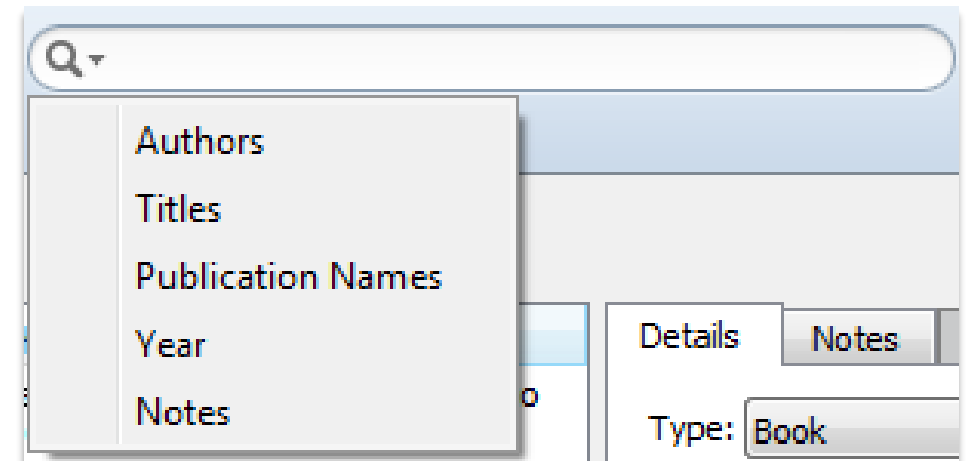 Authors
Titles
Publication Names
Year
Notes
Details Notes
Type: Book